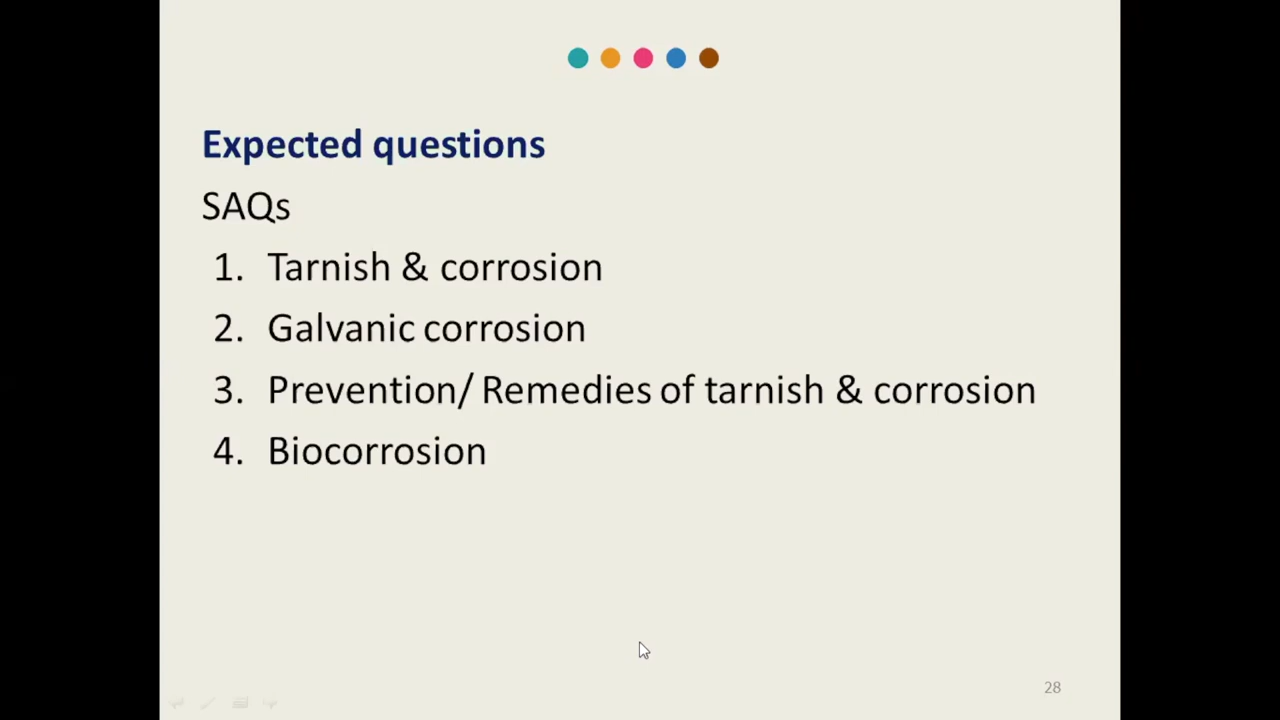 Expected questions
SAQs
1. Tarnish & corrosion
2. Galvanic corrosion
3. Prevention/ Remedies of tarnish & corrosion
4. Biocorrosion
28